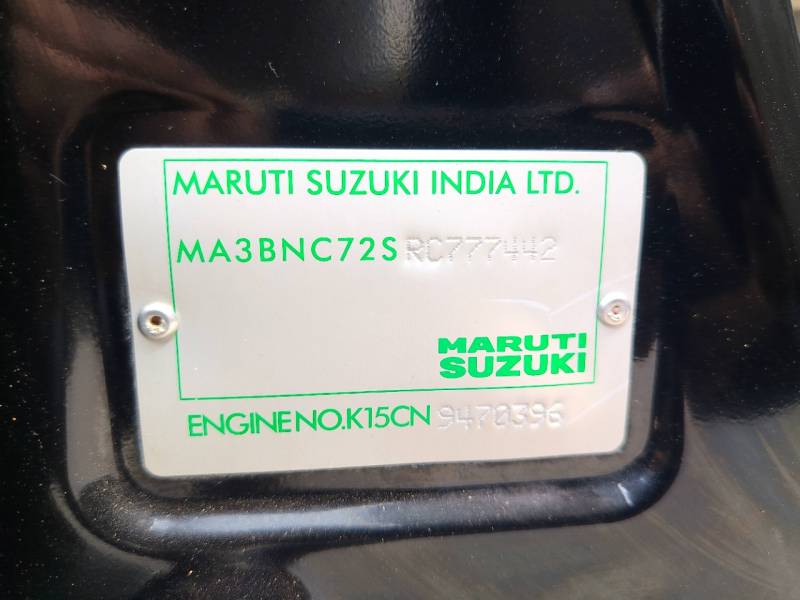 MARUTI SUZUKI INDIA LTD.
MA3BNC72SRC777442
MARUTI
SUZUKI
ENGINE NO.K15CN 9470396